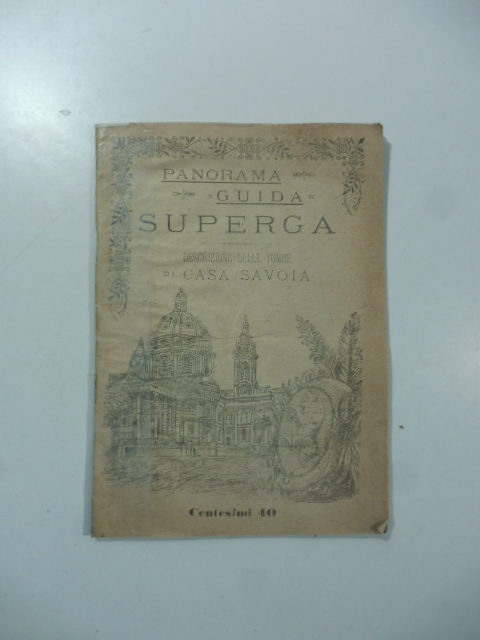 PANORAMA
GUIDA
SUPERGA
DESCRIZIONE DELLE TOMBE
DI CASA SAVOIA
Centesimi 40